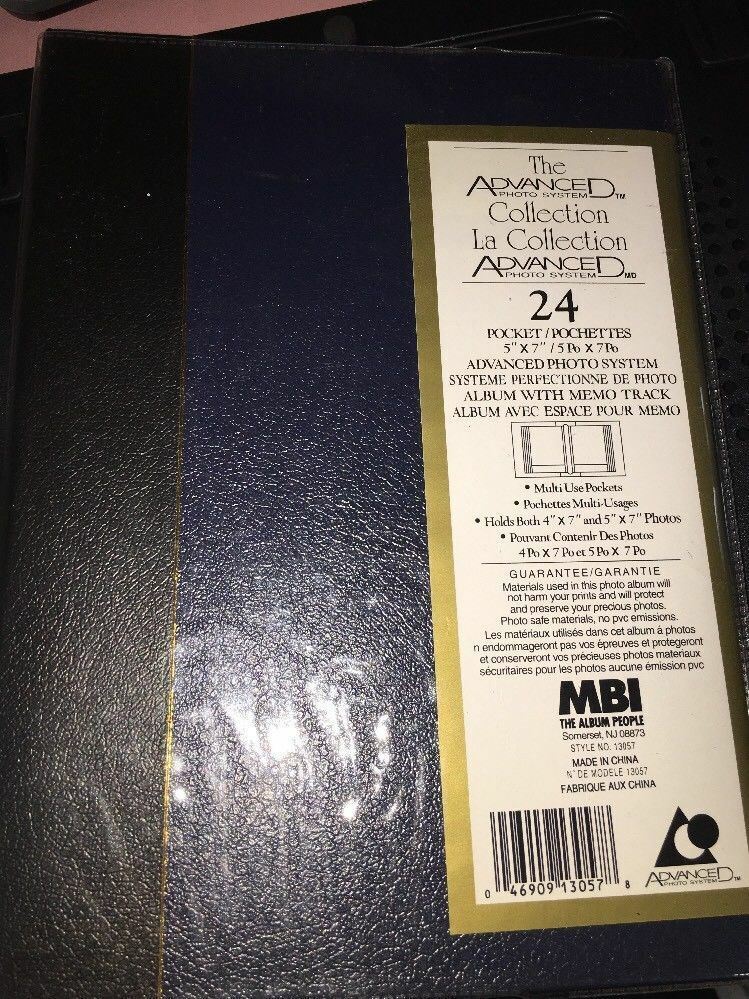 The
ADVANCED TM
PHOTO SYSTEM
Collection
La Collection
ADVANCED MD
PHOTO SYSTEM
24
POCKET / POCHETTES
5" X 7" / 5 Po X 7 Po
ADVANCED PHOTO SYSTEM
SYSTEME PERFECTIONNE DE PHOTO
ALBUM WITH MEMO TRACK
ALBUM AVEC ESPACE POUR MEMO
• Multi Use Pockets
• Pochettes Multi-Usages
• Holds Both 4" X 7" and 5" X 7" Photos
• Pouvant Contenir Des Photos
4 Po X 7 Po et 5 Po X 7 Po
GUARANTEE/GARANTIE
Materials used in this photo album will
not harm your prints and will protect
and preserve your precious photos.
Photo safe materials, no pvc emissions.
Les matériaux utilisés dans cet album à photos
n endommageront pas vos épreuves et protegeront
et conserveront vos précieuses photos materiaux
sécuritaires pour les photos aucune émission pvc
MBI
THE ALBUM PEOPLE
Somerset, NJ 08873
STYLE NO. 13057
MADE IN CHINA
N° DE MODELE 13057
FABRIQUE AUX CHINA
0 46909 13057 8
ADVANCED TM
PHOTO SYSTEM